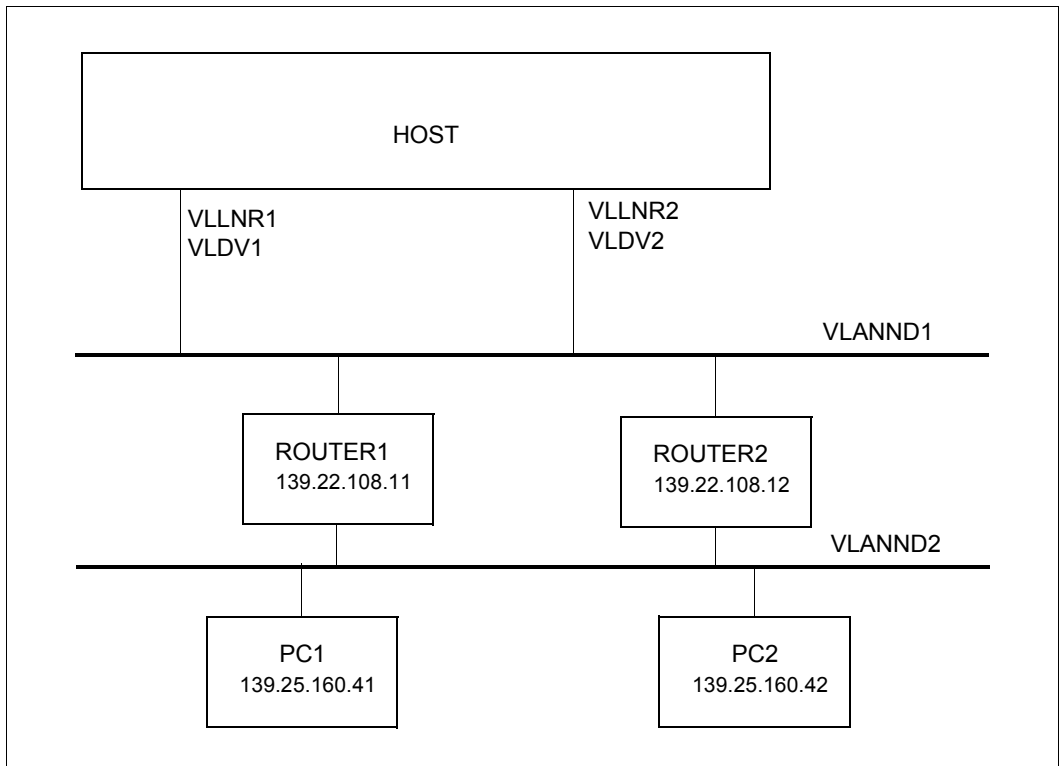 HOST
VLLNR1
VLDV1
VLLNR2
VLDV2
VLANND1
ROUTER1
139.22.108.11
ROUTER2
139.22.108.12
VLANND2
PC1
139.25.160.41
PC2
139.25.160.42